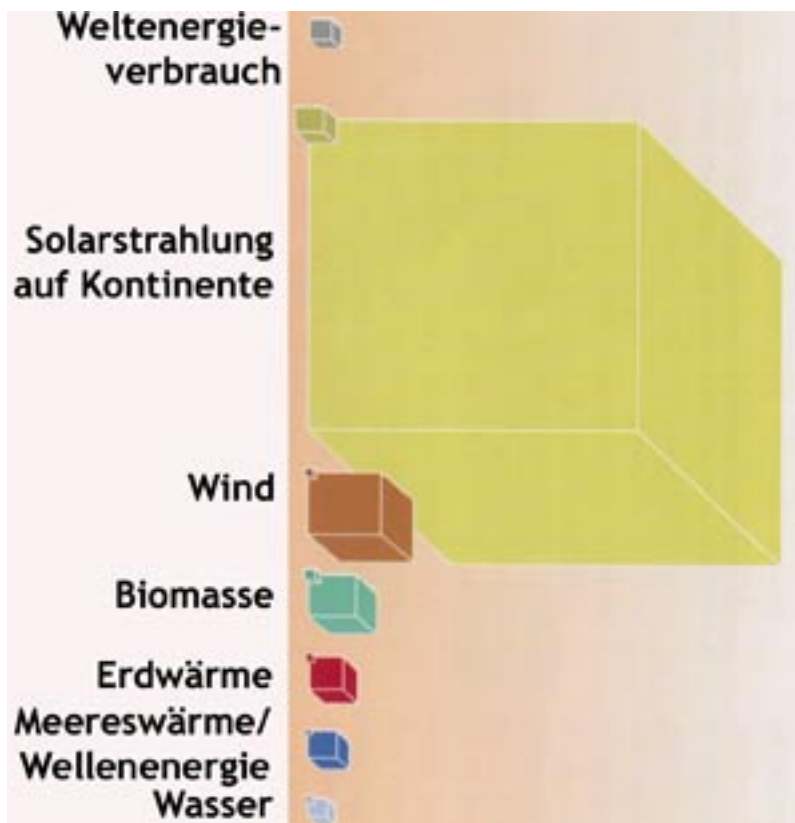 Weltenergie-
verbrauch
Solarstrahlung
auf Kontinente
Wind
Biomasse
Erdwärme
Meereswärme/
Wellenenergie
Wasser